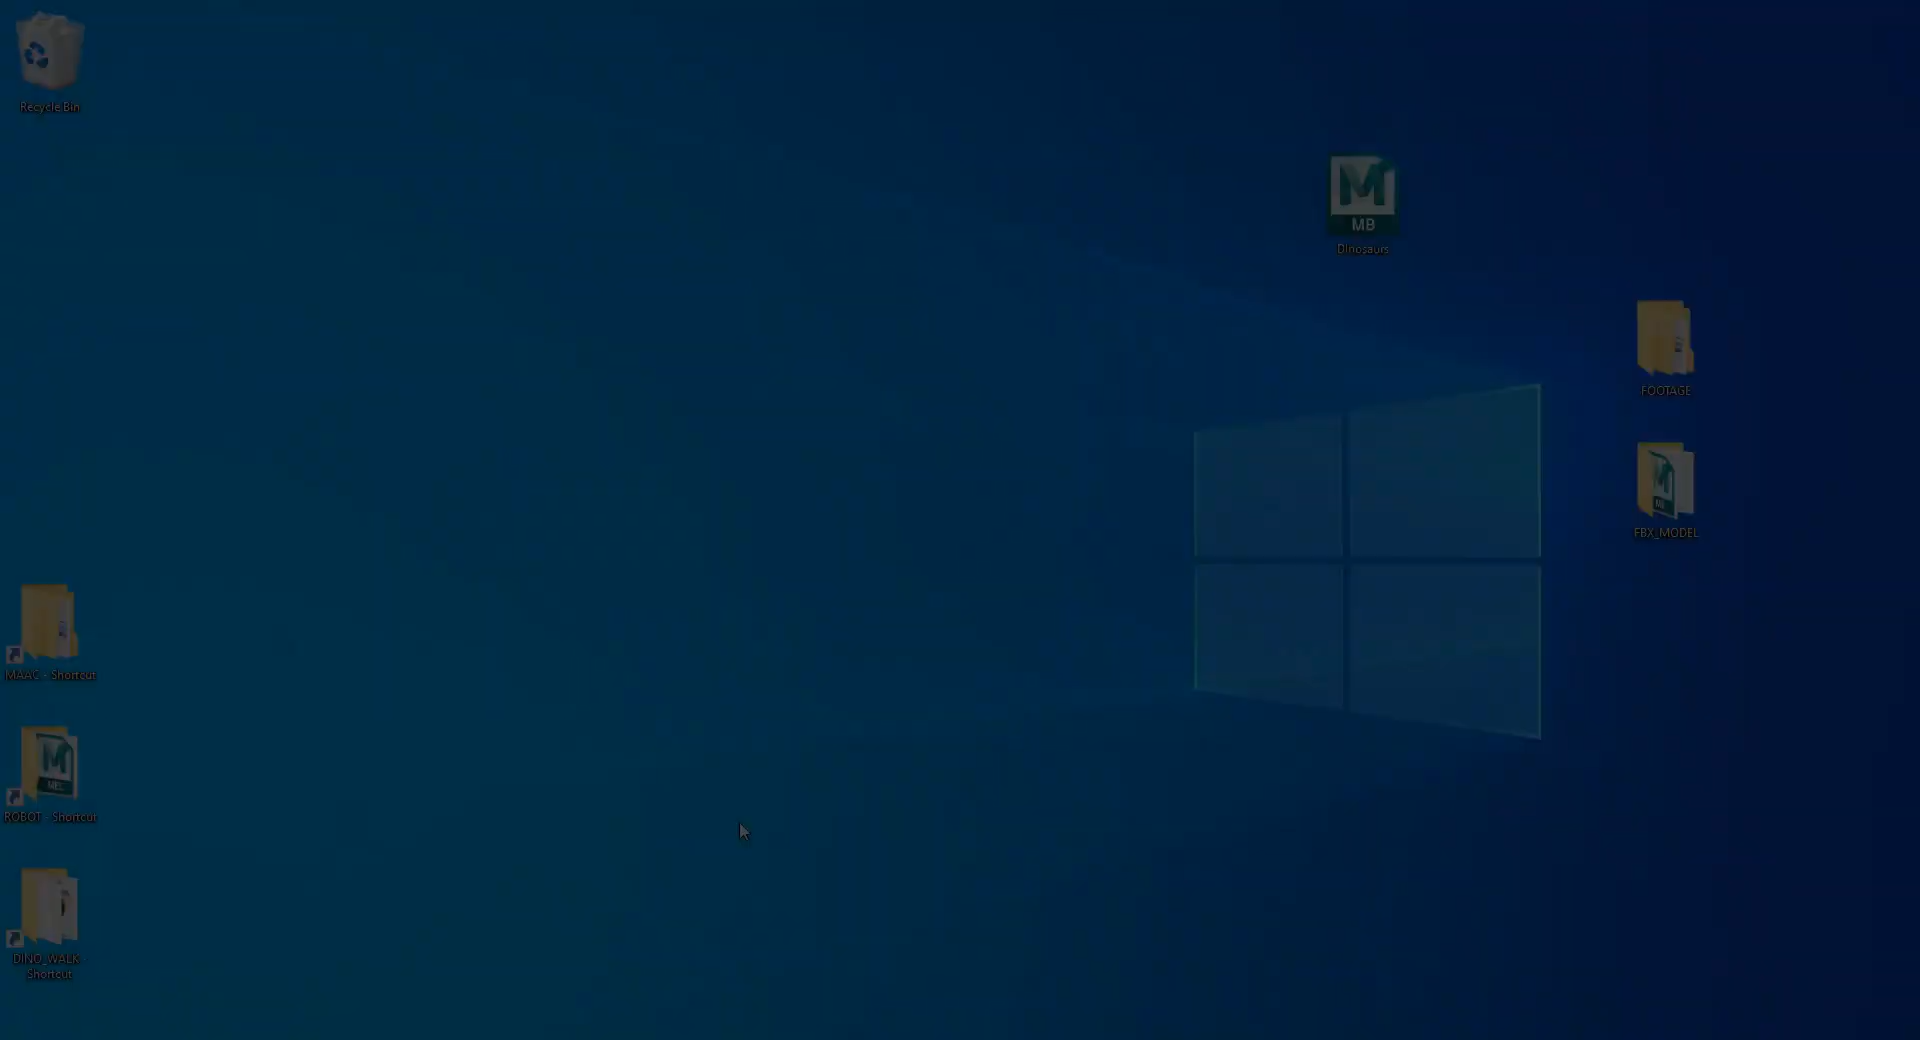 Recycle Bin
M
MB
Dinosaurs
FOOTAGE
M
FBX_MODEL
MAAC - Shortcut
M
ROBOT - Shortcut
DINO_WALK -
Shortcut